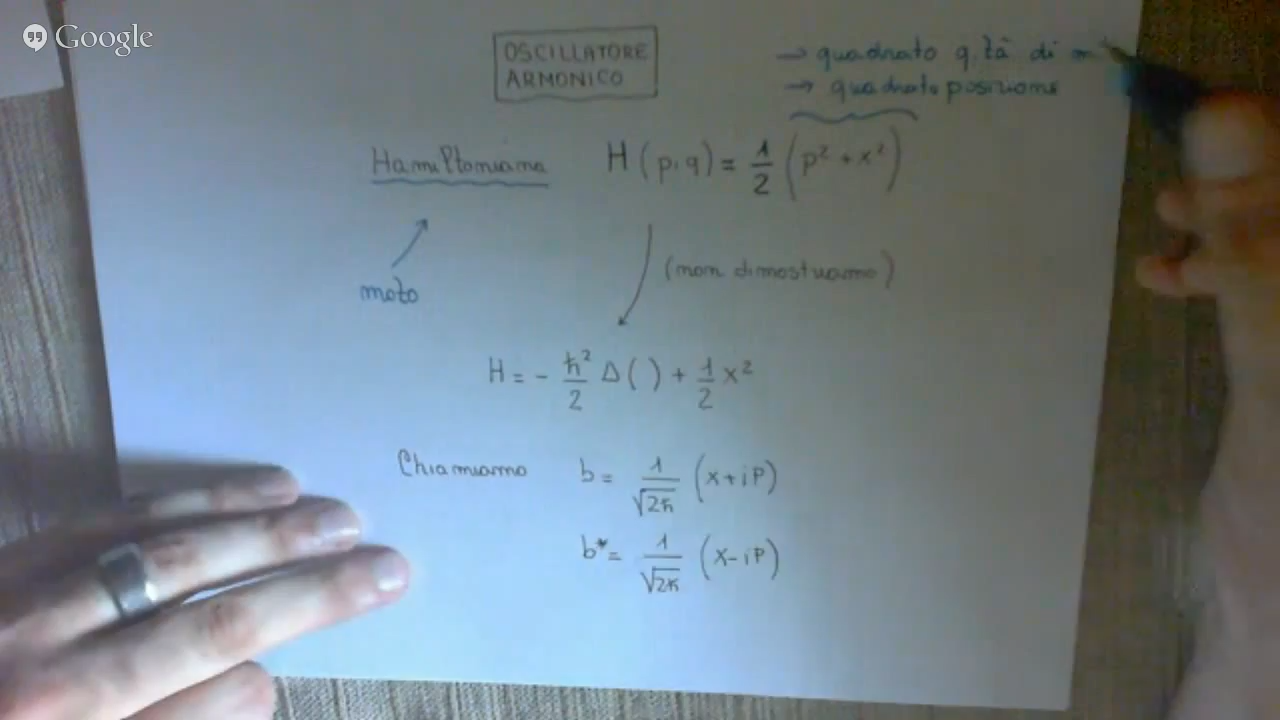 Google
OSCILLATORE
ARMONICO
→ quadrato q.tà di
→ quadrato posizione
Hamiltoniana H (p,q) = 1/2 (p² + x²)
moto
(non dimostriamo)
H = - ħ²/2 Δ( ) + 1/2 x²
Chiamiamo b = 1/√2ħ (x+iP)
b* = 1/√2ħ (x-iP)